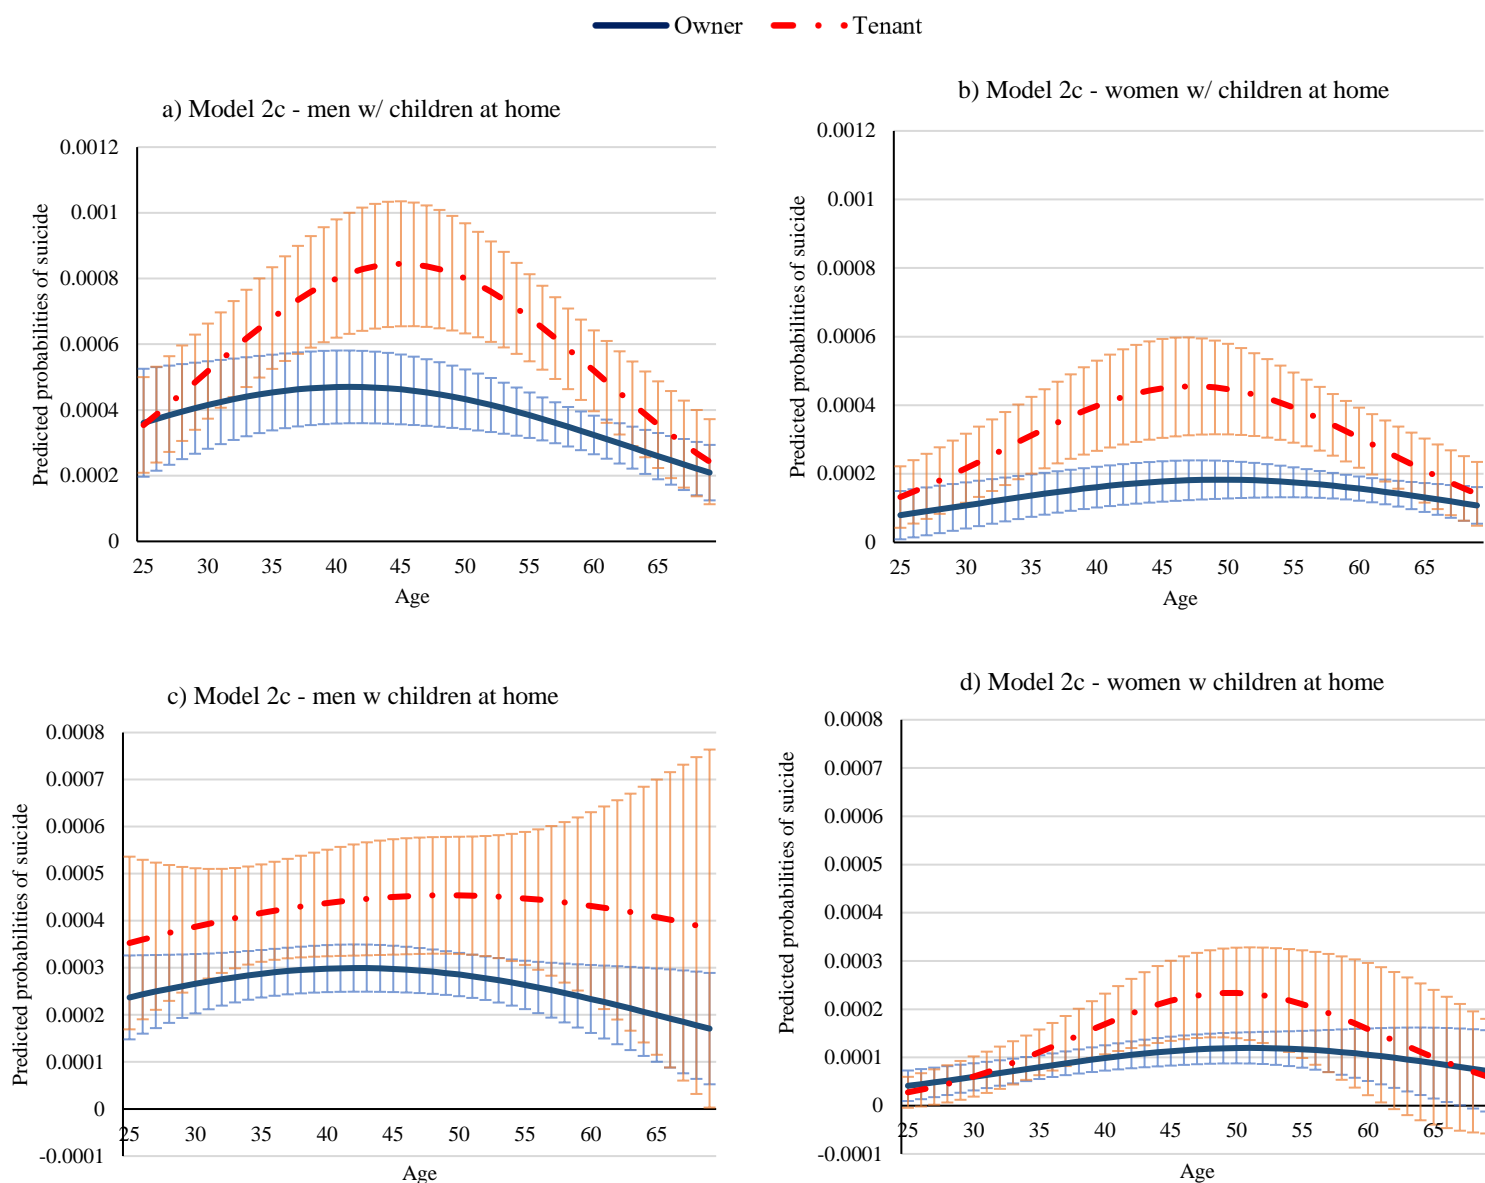 Owner Tenant
a) Model 2c - men w/ children at home
Predicted probabilities of suicide
0.0012
0.001
0.0008
0.0006
0.0004
0.0002
0
25 30 35 40 45 50 55 60 65
Age
b) Model 2c - women w/ children at home
Predicted probabilities of suicide
0.0012
0.001
0.0008
0.0006
0.0004
0.0002
0
25 30 35 40 45 50 55 60 65
Age
c) Model 2c - men w children at home
Predicted probabilities of suicide
0.0008
0.0007
0.0006
0.0005
0.0004
0.0003
0.0002
0.0001
0
-0.0001
25 30 35 40 45 50 55 60 65
Age
d) Model 2c - women w children at home
Predicted probabilities of suicide
0.0008
0.0007
0.0006
0.0005
0.0004
0.0003
0.0002
0.0001
0
-0.0001
25 30 35 40 45 50 55 60 65
Age